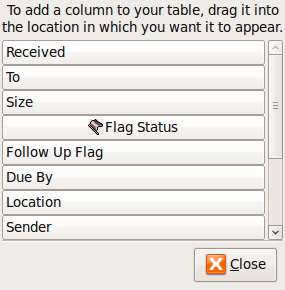 To add a column to your table, drag it into
the location in which you want it to appear.
Received
To
Size
Flag Status
Follow Up Flag
Due By
Location
Sender
Close